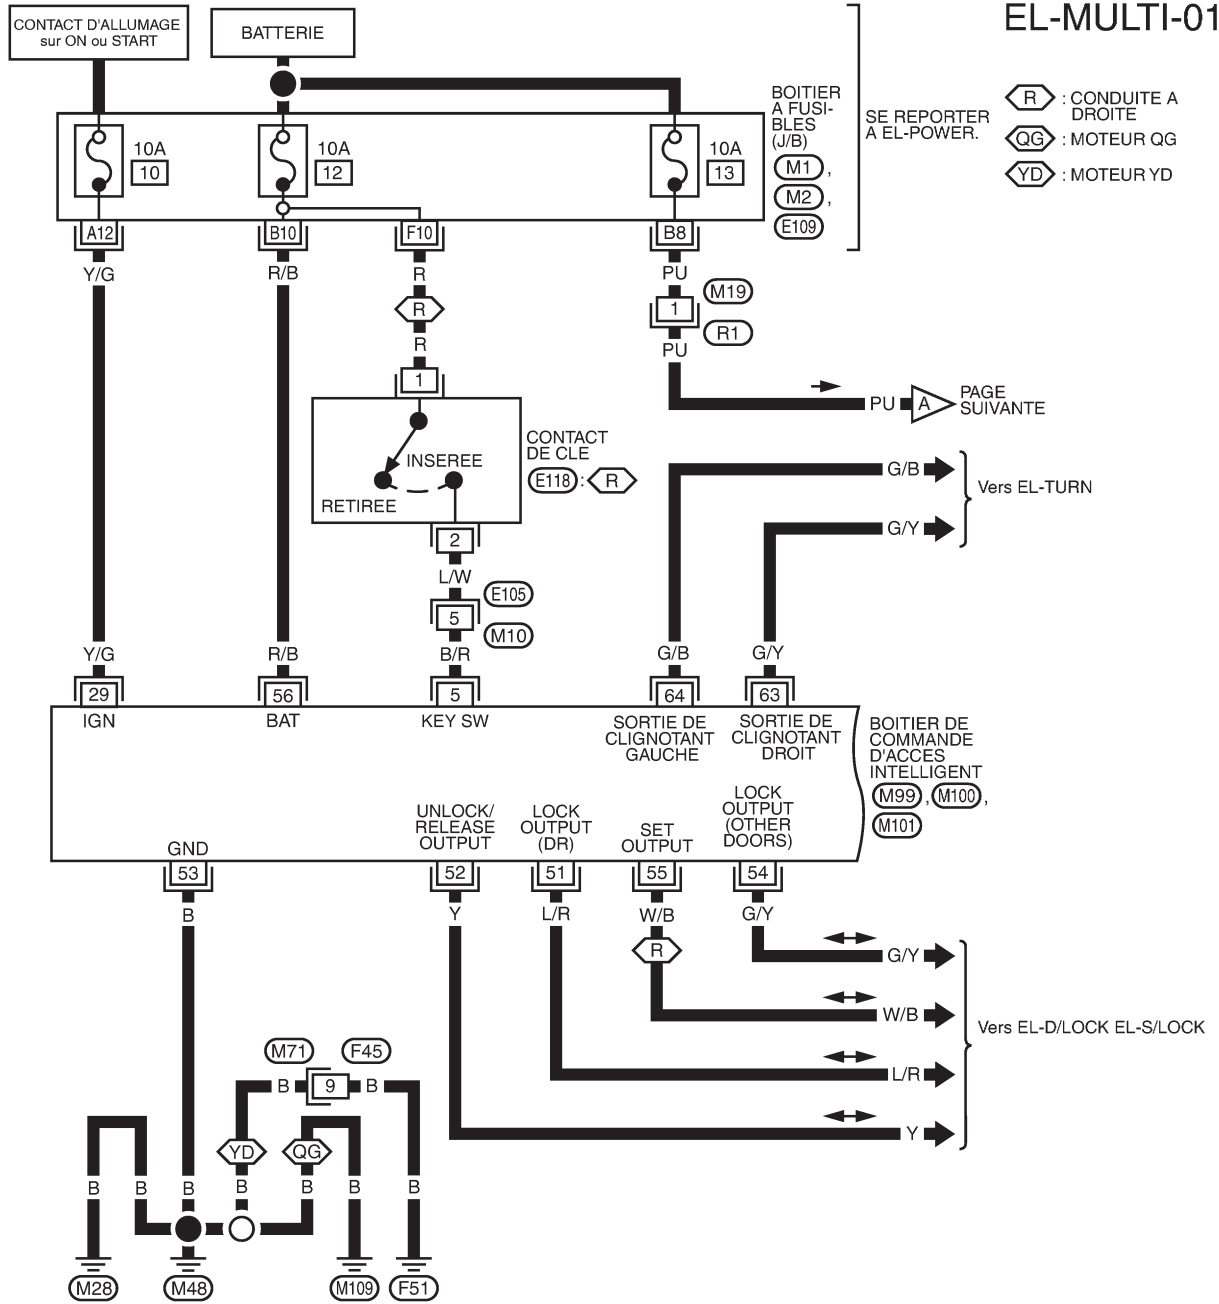 EL-MULTI-01
CONTACT D'ALLUMAGE
sur ON ou START
BATTERIE
R : CONDUITE A
DROITE
QG : MOTEUR QG
YD : MOTEUR YD
BOITIER
A FUSI-
BLES
(J/B)
M1 ,
M2 ,
E109
SE REPORTER
A EL-POWER.
10A
10
10A
12
10A
13
A12
B10
F10
B8
Y/G
R/B
R
PU
R
R
1
M19
R1
PU
1
PU
A
PAGE
SUIVANTE
CONTACT
DE CLE
E118 : R
INSEREE
RETIREE
2
L/W
E105
5
M10
B/R
G/B
G/Y
Vers EL-TURN
Y/G
R/B
G/B
G/Y
29
56
5
64
63
IGN
BAT
KEY SW
SORTIE DE
CLIGNOTANT
GAUCHE
SORTIE DE
CLIGNOTANT
DROIT
BOITIER DE
COMMANDE
D'ACCES
INTELLIGENT
M99 , M100 ,
M101
GND
UNLOCK/
RELEASE
OUTPUT
LOCK
OUTPUT
(DR)
SET
OUTPUT
LOCK
OUTPUT
(OTHER
DOORS)
53
52
51
55
54
B
Y
L/R
W/B
G/Y
R
G/Y
W/B
L/R
Y
Vers EL-D/LOCK EL-S/LOCK
M71
F45
B
9
B
YD
QG
B
B
B
B
B
B
B
M28
M48
M109
F51